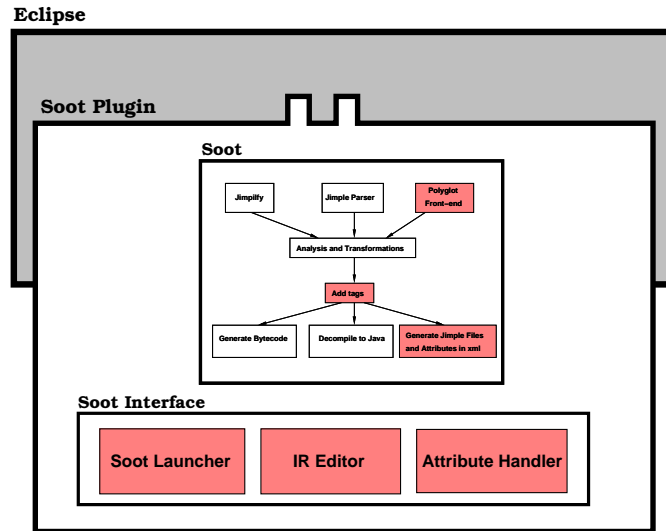 Eclipse
Soot Plugin
Soot
Jimpilfy
Jimple Parser
Polyglot
Front-end
Analysis and Transformations
Add tags
Generate Bytecode
Decompile to Java
Generate Jimple Files
and Attributes in xml
Soot Interface
Soot Launcher
IR Editor
Attribute Handler